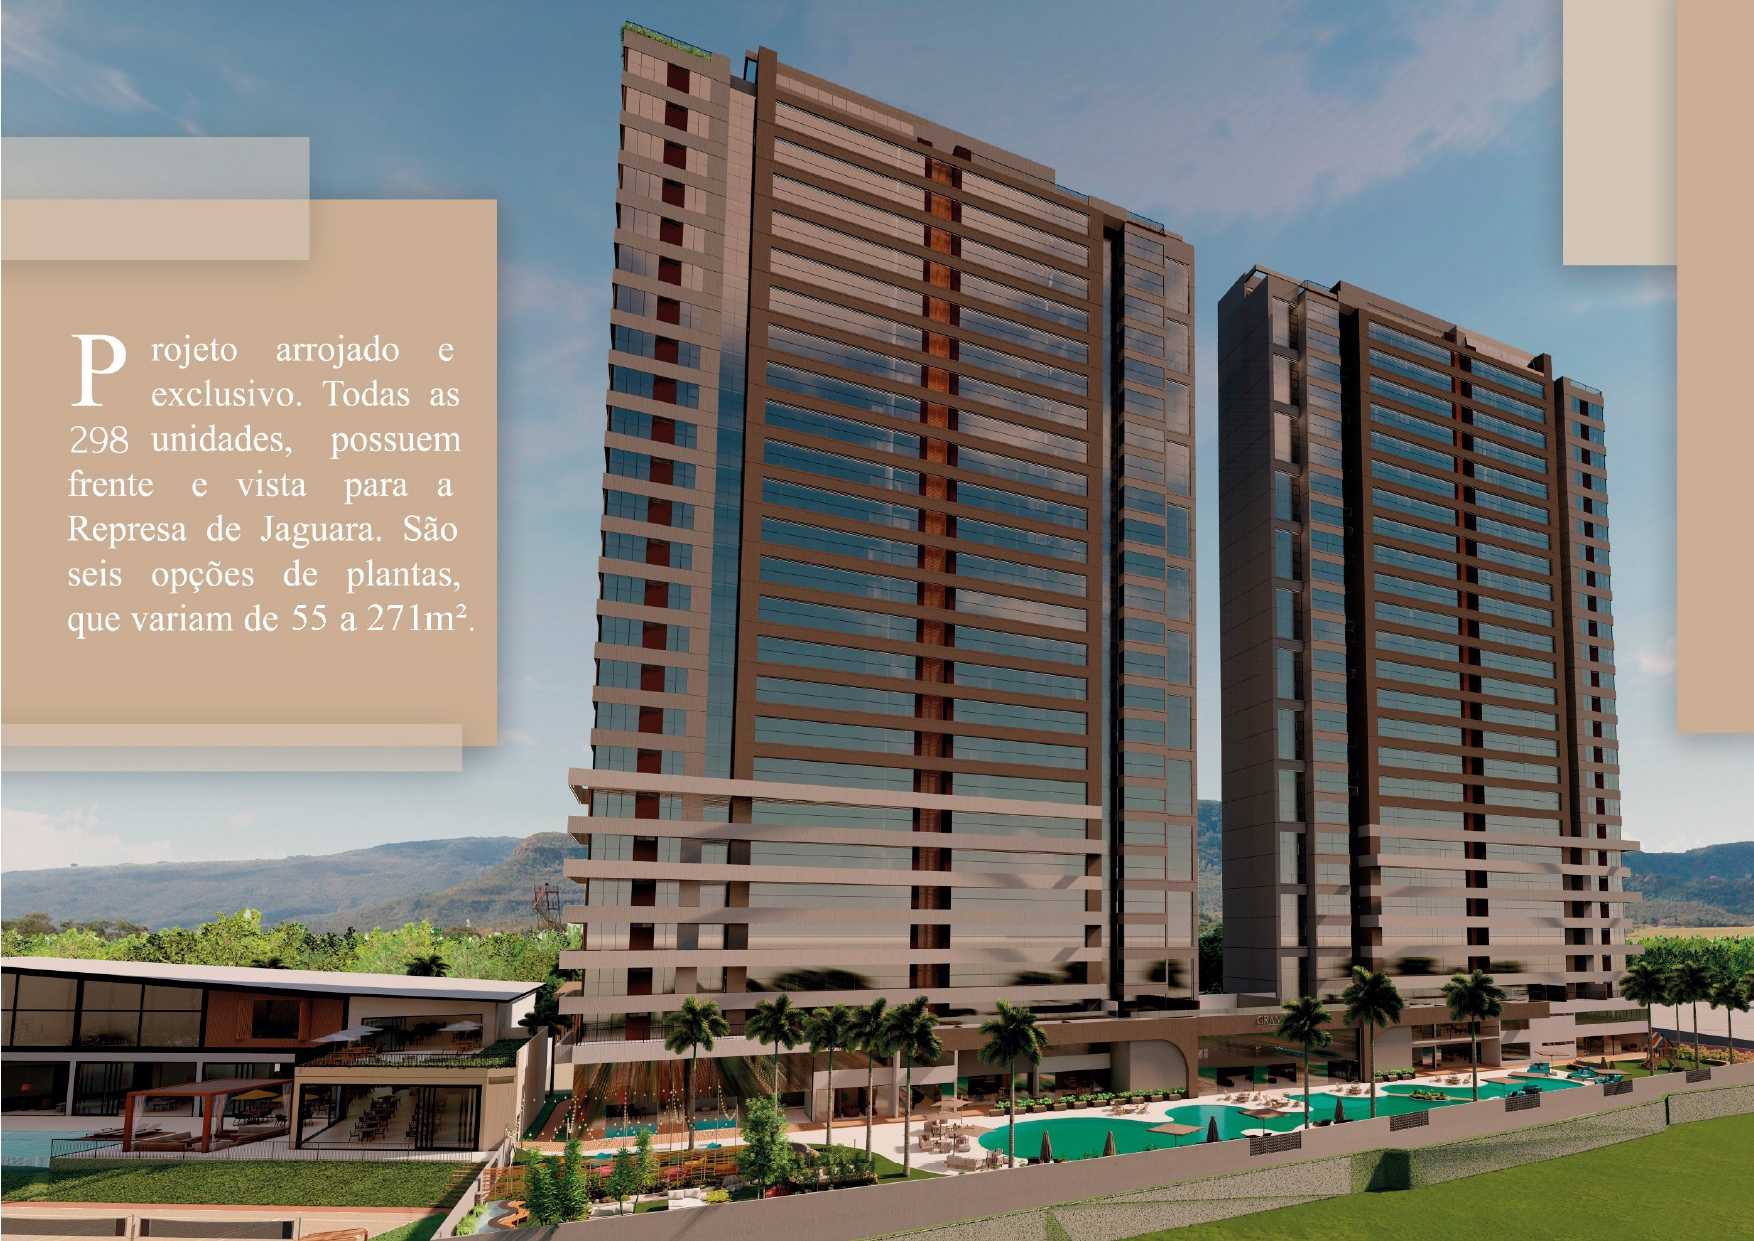 Projeto arrojado e
exclusivo. Todas as
298 unidades, possuem
frente e vista para a
Represa de Jaguara. São
seis opções de plantas,
que variam de 55 a 271m².